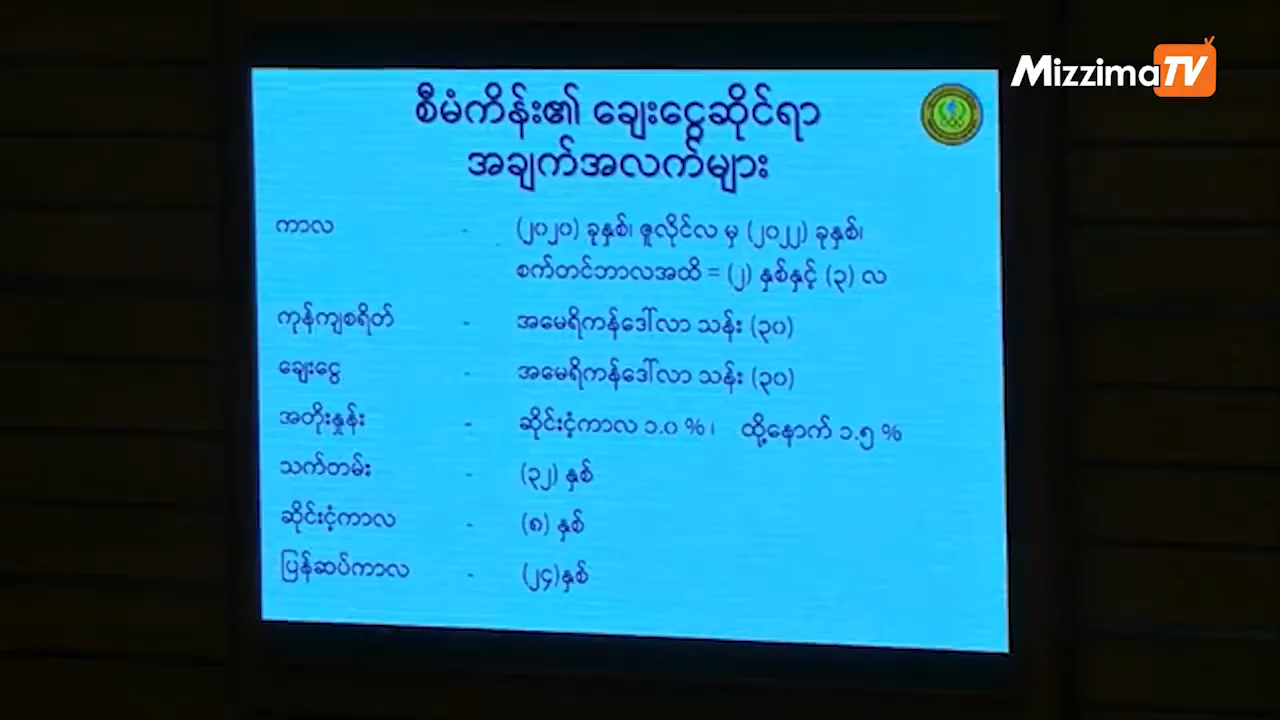 Mizzima TV
စီမံကိန်း၏ ချေးငွေဆိုင်ရာ
အချက်အလက်များ
ကာလ - (၂၀၂၀) ခုနှစ်၊ ဇူလိုင်လ မှ (၂၀၂၂) ခုနှစ်၊
စက်တင်ဘာလအထိ = (၂) နှစ်နှင့် (၃) လ
ကုန်ကျစရိတ် - အမေရိကန်ဒေါ်လာ သန်း (၃၀)
ချေးငွေ - အမေရိကန်ဒေါ်လာ သန်း (၃၀)
အတိုးနှုန်း - ဆိုင်းငံ့ကာလ ၁.၀ % ၊ ထို့နောက် ၁.၅ %
သက်တမ်း - (၃၂) နှစ်
ဆိုင်းငံ့ကာလ - (၈) နှစ်
ပြန်ဆပ်ကာလ - (၂၄)နှစ်